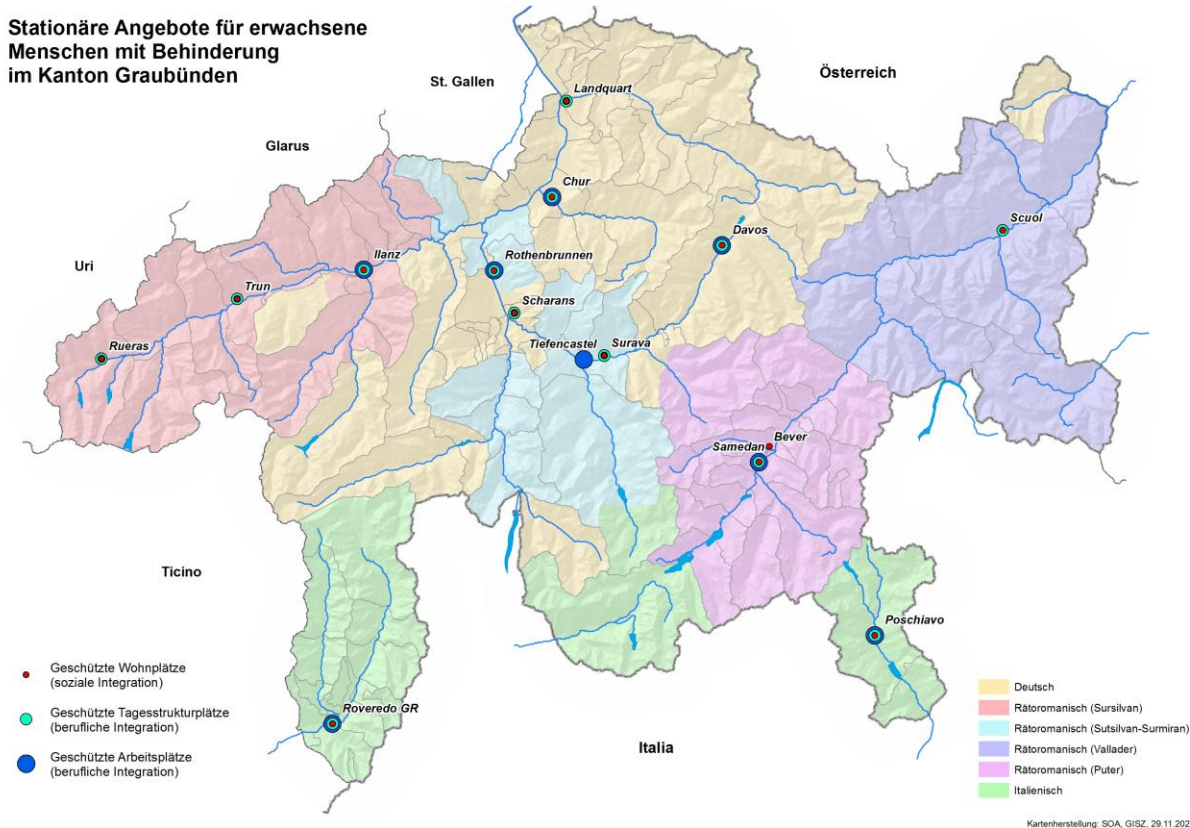 Stationäre Angebote für erwachsene
Menschen mit Behinderung
im Kanton Graubünden
St. Gallen
Österreich
Landquart
Glarus
Chur
Scuol
Davos
Ilanz
Rothenbrunnen
Uri
Trun
Scharans
Rueras
Tiefencastel
Surava
Bever
Samedan
Ticino
Poschiavo
Geschützte Wohnplätze
(soziale Integration)
Geschützte Tagesstrukturplätze
(berufliche Integration)
Geschützte Arbeitsplätze
(berufliche Integration)
Roveredo GR
Italia
Deutsch
Rätoromanisch (Sursilvan)
Rätoromanisch (Sutsilvan-Surmiran)
Rätoromanisch (Vallader)
Rätoromanisch (Puter)
Italienisch
Kartenherstellung: SOA, GISZ, 29.11.202